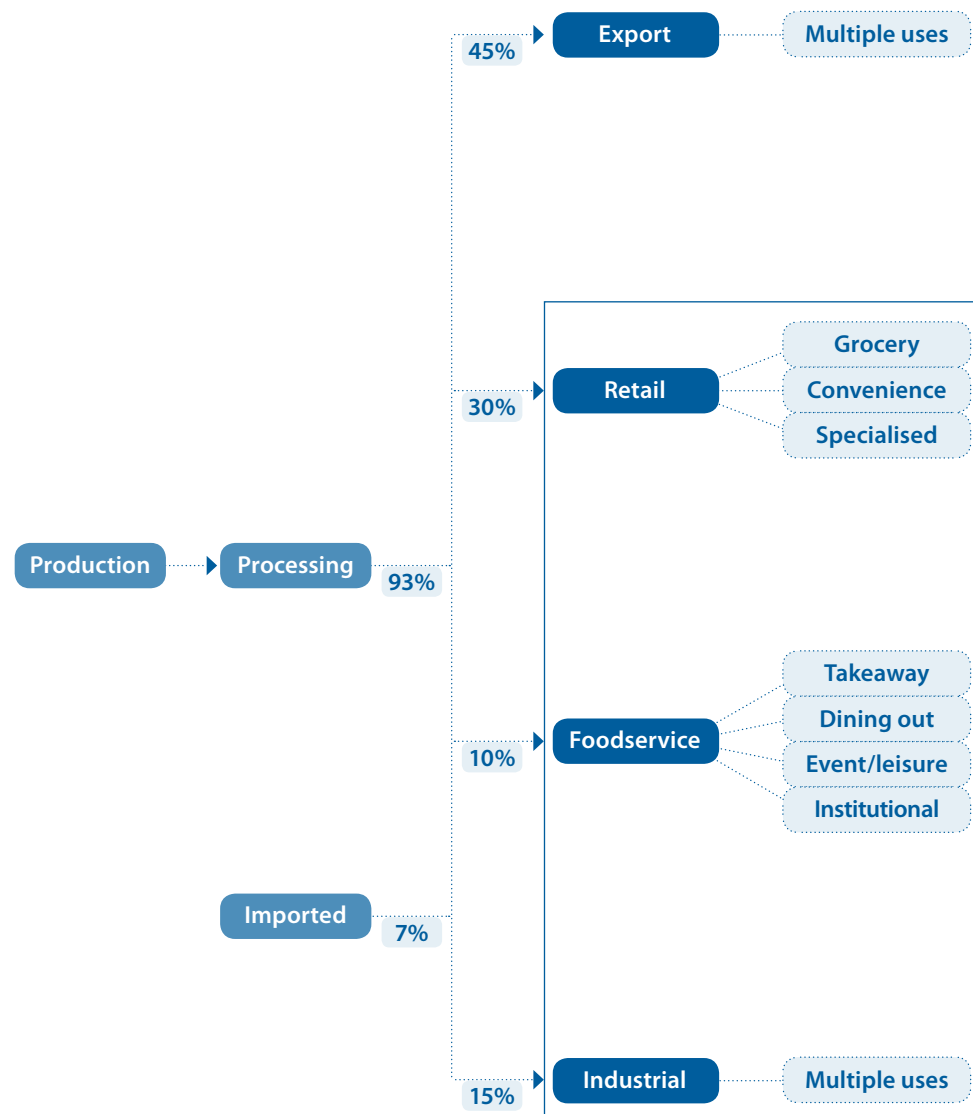 Export
Multiple uses
45%
Grocery
Retail
Convenience
30%
Specialised
Production
Processing
93%
Takeaway
Dining out
Foodservice
10%
Event/leisure
Institutional
Imported
7%
Industrial
Multiple uses
15%